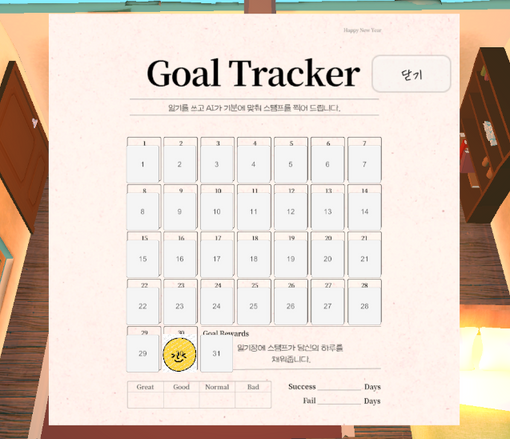 Happy New Year
Goal Tracker
닫기
일기를 쓰고 AI가 기분에 맞춰 스탬프를 찍어 드립니다.
1 2 3 4 5 6 7
1 2 3 4 5 6 7
8 9 10 11 12 13 14
8 9 10 11 12 13 14
15 16 17 18 19 20 21
15 16 17 18 19 20 21
22 23 24 25 26 27 28
22 23 24 25 26 27 28
29 30 Goal Rewards
29 31 일기장에 스탬프가 당신의 하루를
채워줍니다.
Great Good Normal Bad
Success Days
Fail Days